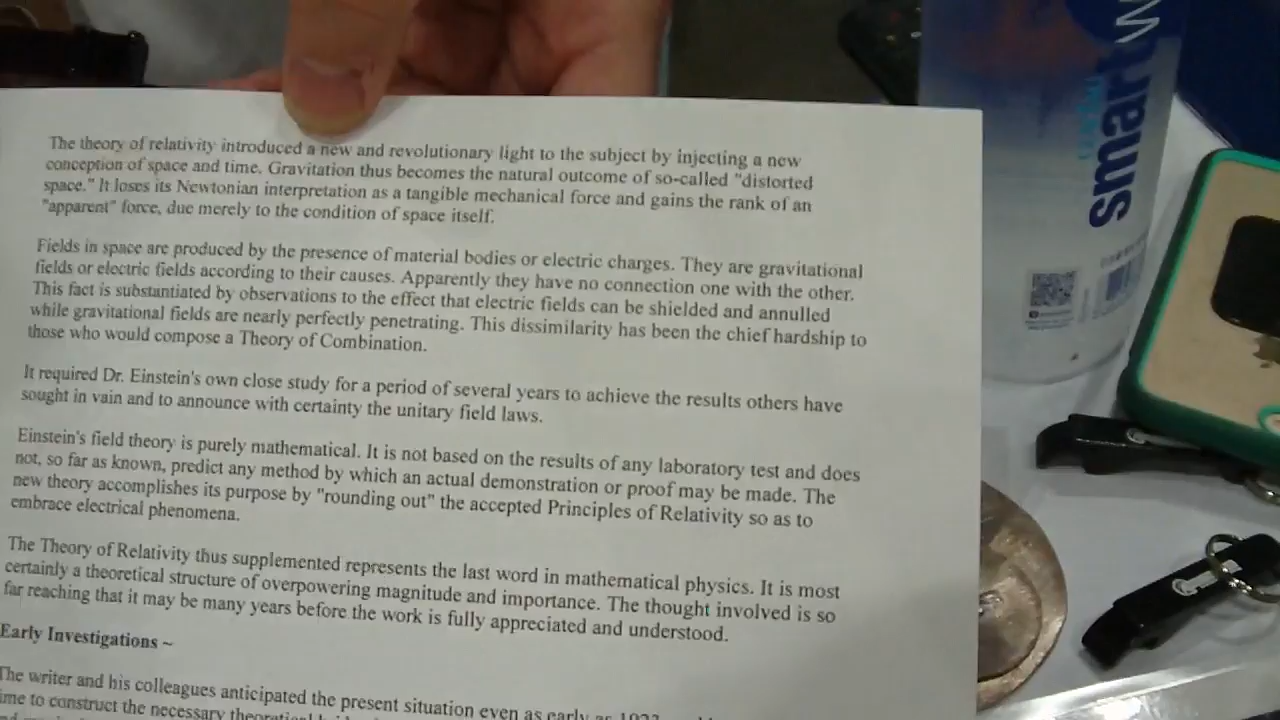 The theory of relativity introduced a new and revolutionary light to the subject by injecting a new
conception of space and time. Gravitation thus becomes the natural outcome of so-called "distorted
space." It loses its Newtonian interpretation as a tangible mechanical force and gains the rank of an
"apparent" force, due merely to the condition of space itself.
Fields in space are produced by the presence of material bodies or electric charges. They are gravitational
fields or electric fields according to their causes. Apparently they have no connection one with the other.
This fact is substantiated by observations to the effect that electric fields can be shielded and annulled
while gravitational fields are nearly perfectly penetrating. This dissimilarity has been the chief hardship to
those who would compose a Theory of Combination.
It required Dr. Einstein's own close study for a period of several years to achieve the results others have
sought in vain and to announce with certainty the unitary field laws.
Einstein's field theory is purely mathematical. It is not based on the results of any laboratory test and does
not, so far as known, predict any method by which an actual demonstration or proof may be made. The
new theory accomplishes its purpose by "rounding out" the accepted Principles of Relativity so as to
embrace electrical phenomena.
The Theory of Relativity thus supplemented represents the last word in mathematical physics. It is most
certainly a theoretical structure of overpowering magnitude and importance. The thought involved is so
far reaching that it may be many years before the work is fully appreciated and understood.
Early Investigations ~
The writer and his colleagues anticipated the present situation even as early as
to construct the necessary
smart